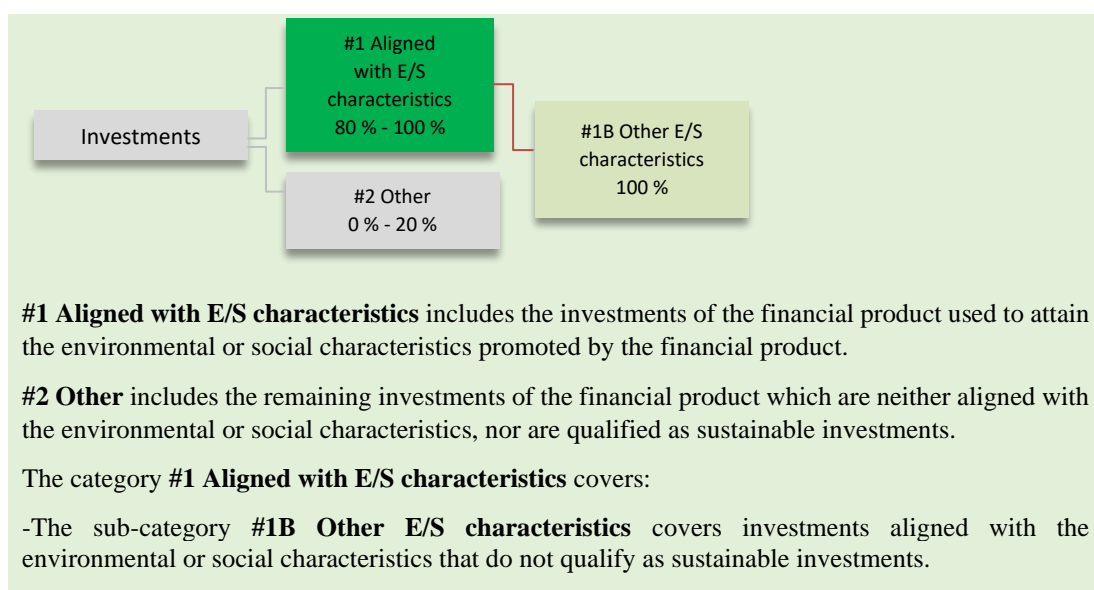 #1 Aligned
with E/S
characteristics
80 % - 100 %
Investments
#1B Other E/S
characteristics
100 %
#2 Other
0 % - 20 %
#1 Aligned with E/S characteristics includes the investments of the financial product used to attain
the environmental or social characteristics promoted by the financial product.
#2 Other includes the remaining investments of the financial product which are neither aligned with
the environmental or social characteristics, nor are qualified as sustainable investments.
The category #1 Aligned with E/S characteristics covers:
-The sub-category #1B Other E/S characteristics covers investments aligned with the
environmental or social characteristics that do not qualify as sustainable investments.